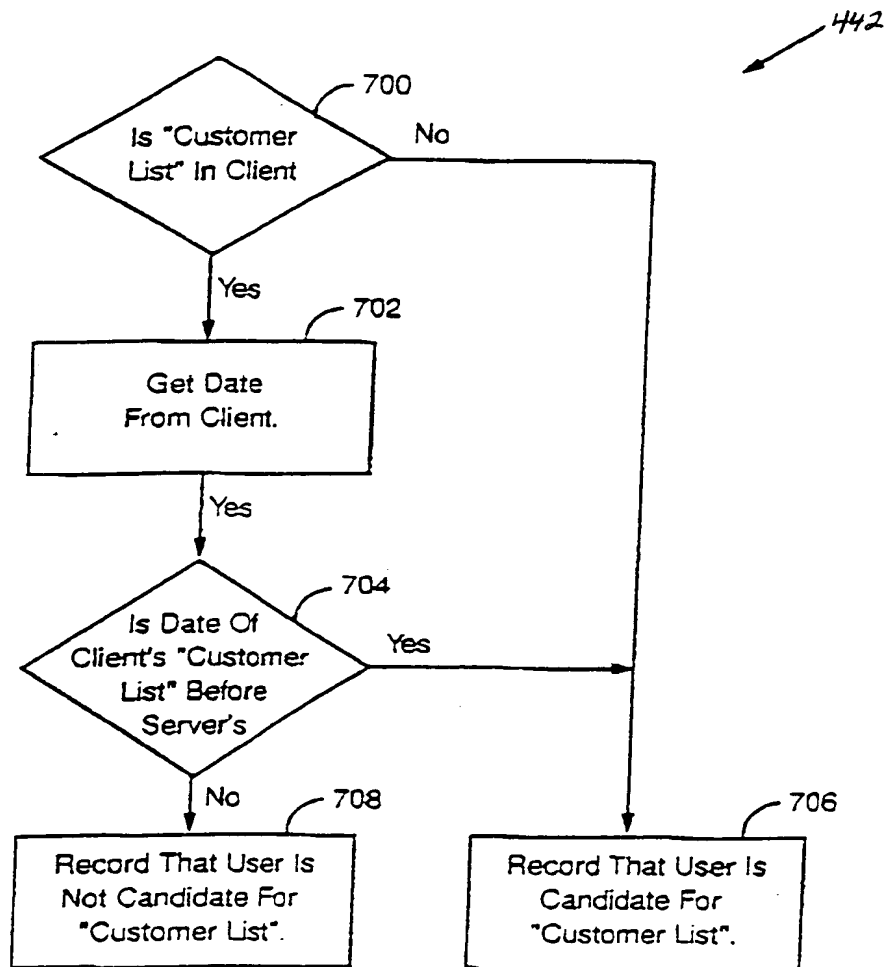 442
700
Is "Customer
List" In Client
No
Yes
702
Get Date
From Client.
Yes
704
Is Date Of
Client's "Customer
List" Before
Server's
Yes
No
708
Record That User Is
Not Candidate For
"Customer List".
706
Record That User Is
Candidate For
"Customer List".